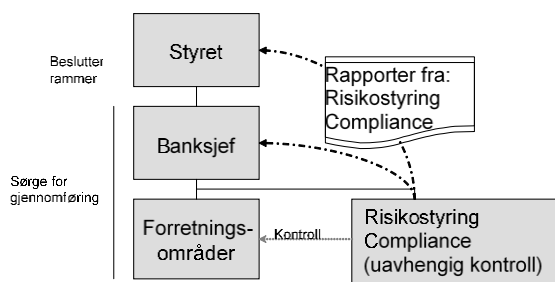 Beslutter
rammer
Styret
Rapporter fra:
Risikostyring
Compliance
Banksjef
Sørge for
gjennomføring
Forretnings-
områder
Kontroll
Risikostyring
Compliance
(uavhengig kontroll)